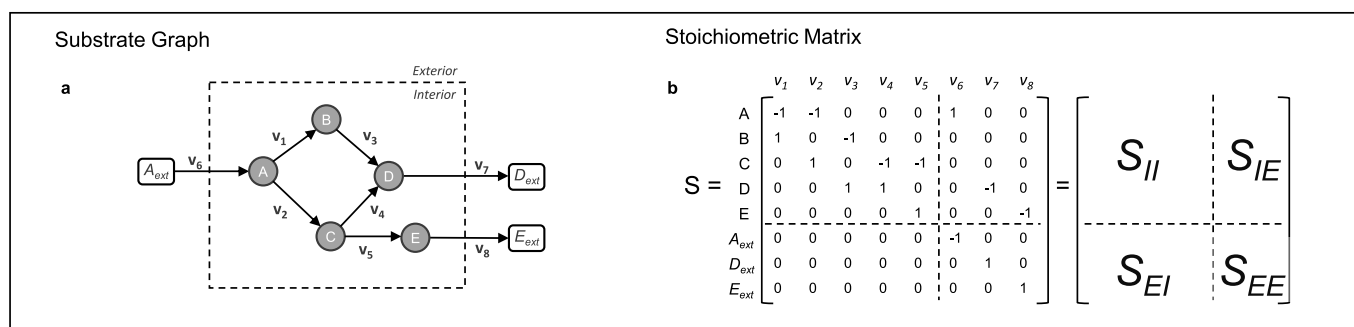 Substrate Graph
Stoichiometric Matrix
a
Exterior
Interior
B
v1
v3
v6
v7
Aext
A
D
Dext
v2
v4
C
E
Eext
v5
v8
b
v1 v2 v3 v4 v5 v6 v7 v8
A -1 -1 0 0 0 1 0 0
B 1 0 -1 0 0 0 0 0
C 0 1 0 -1 -1 0 0 0
D 0 0 1 1 0 0 -1 0
E 0 0 0 0 1 0 0 -1
Aext 0 0 0 0 0 -1 0 0
Dext 0 0 0 0 0 0 1 0
Eext 0 0 0 0 0 0 0 1
S = =
SII SIE
SEI SEE